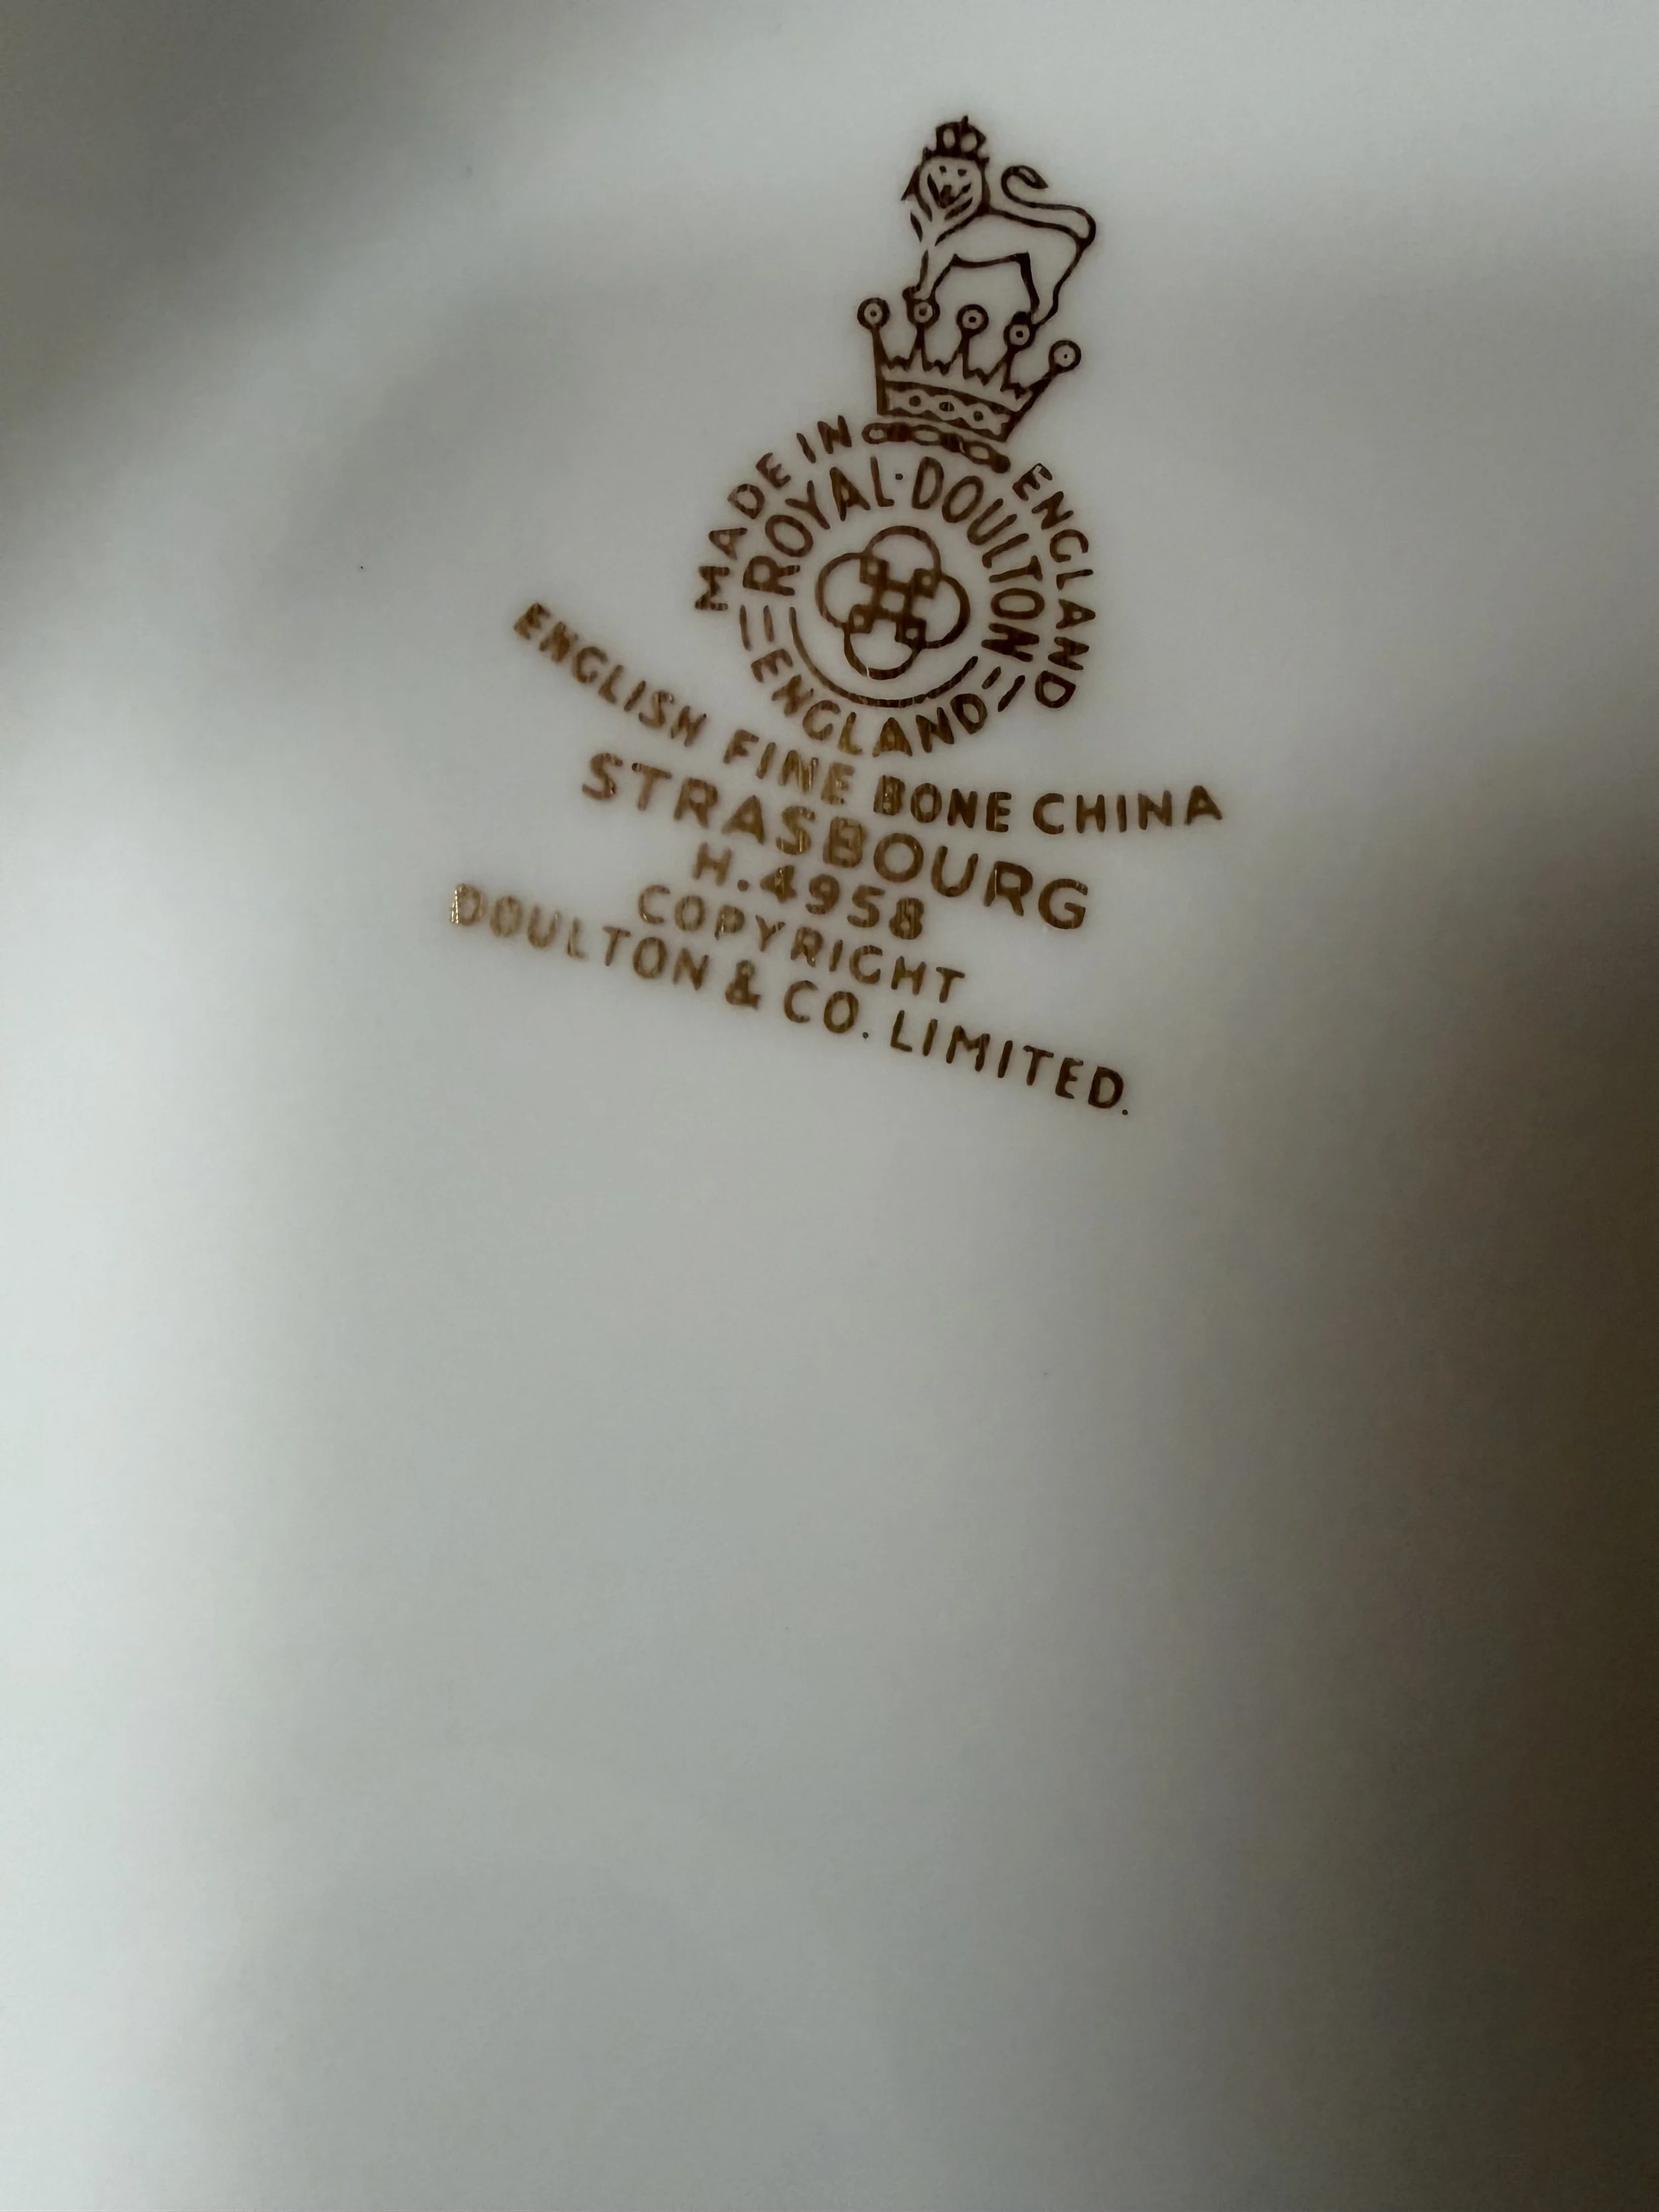 MADE IN ENGLAND
ROYAL·DOULTON
ENGLAND
ENGLISH FINE BONE CHINA
STRASBOURG
H.4958
COPYRIGHT
DOULTON & CO. LIMITED.